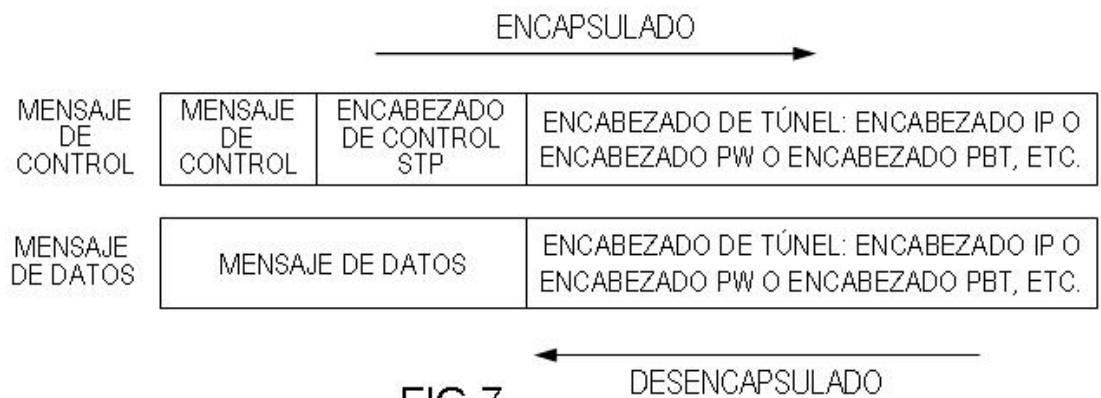 ENCAPSULADO
MENSAJE
DE
CONTROL
MENSAJE
DE
CONTROL
ENCABEZADO
DE CONTROL
STP
ENCABEZADO DE TÚNEL: ENCABEZADO IP O
ENCABEZADO PW O ENCABEZADO PBT, ETC.
MENSAJE
DE DATOS
MENSAJE DE DATOS
ENCABEZADO DE TÚNEL: ENCABEZADO IP O
ENCABEZADO PW O ENCABEZADO PBT, ETC.
DESENCAPSULADO
FIG.7